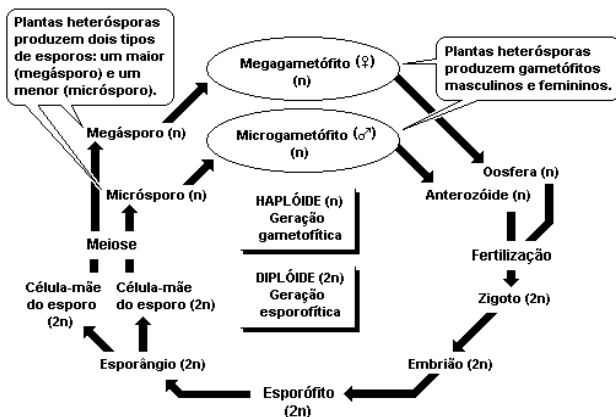 Plantas heterósporas
produzem dois tipos
de esporos: um maior
(megásporo) e um
menor (micrósporo).
Megagametófito (♀)
(n)
Plantas heterósporas
produzem gametófitos
masculinos e femininos.
Megásporo (n)
Microgametófito (♂)
(n)
Oosfera (n)
Micrósporo (n)
Anterozóide (n)
HAPLÓIDE (n)
Geração
gametofítica
Meiose
Fertilização
Célula-mãe
do esporo
(2n)
Célula-mãe
do esporo (2n)
DIPLÓIDE (2n)
Geração
esporofítica
Zigoto (2n)
Esporângio (2n)
Embrião (2n)
Esporófito
(2n)